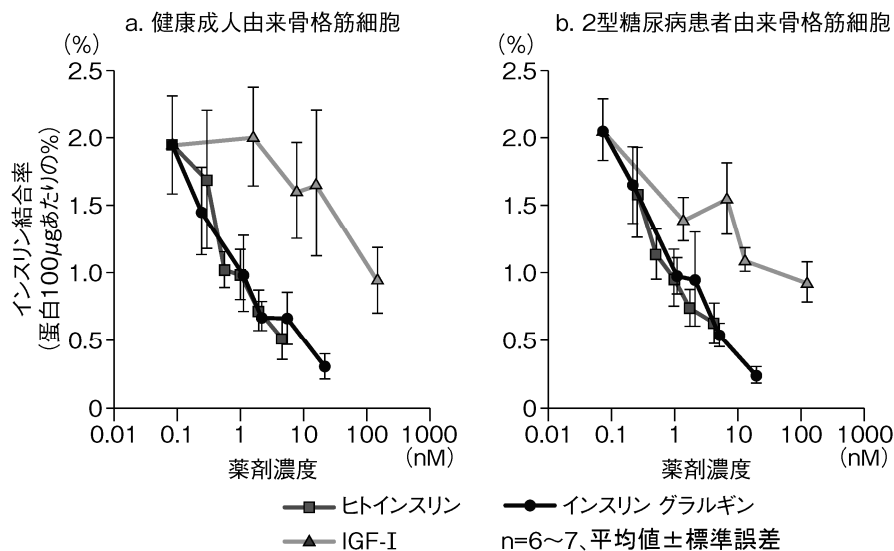 a. 健康成人由来骨格筋細胞
(%)
2.5
2.0
1.5
1.0
0.5
0
0.01 0.1 1 10 100 1000
(nM)
薬剤濃度
インスリン結合率
(蛋白100μgあたりの%)
b. 2型糖尿病患者由来骨格筋細胞
(%)
2.5
2.0
1.5
1.0
0.5
0
0.01 0.1 1 10 100 1000
(nM)
薬剤濃度
ヒトインスリン
インスリン グラルギン
IGF-I
n=6〜7、平均値±標準誤差